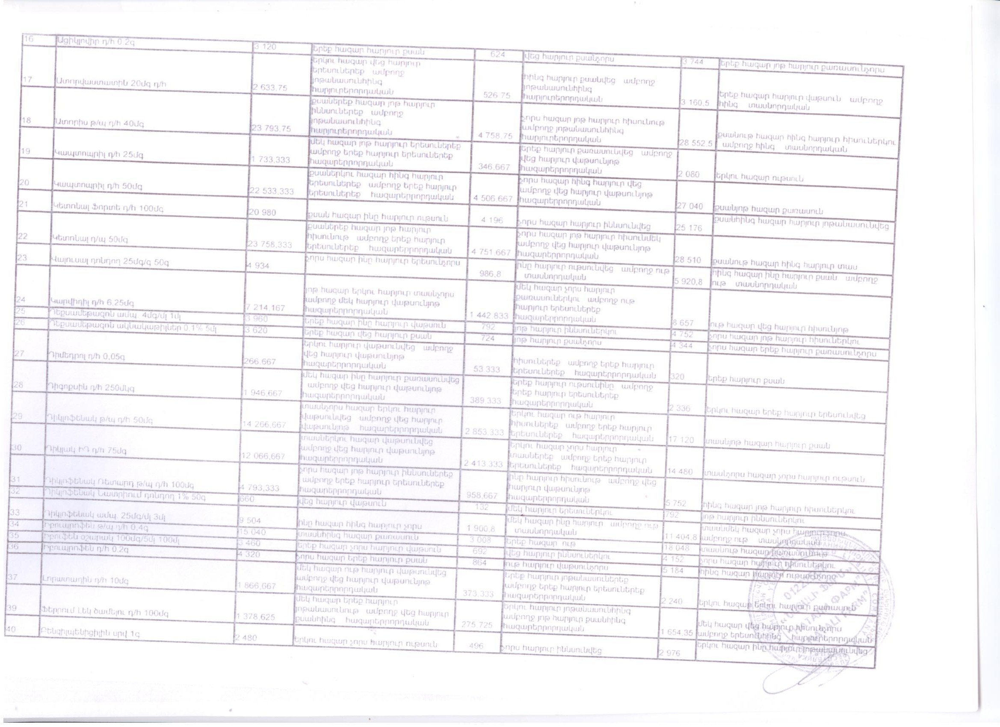 16 Ացիկլովիր դ/հ 0.2գ 3 120 երեք հազար հարյուր քսան 624 վեց հարյուր քսանչորս 3 744 երեք հազար յոթ հարյուր քառասունչորս
երկու հազար վեց հարյուր
երեսուներեք ամբողջ
յոթանասունհինգ
հարյուրերորդական
17 Ատորվաստատին 20մգ դ/հ 2 633,75 526 75
հինգ հարյուր քսանվեց ամբողջ
յոթանասունհինգ
հարյուրերորդական
3 160,5
երեք հազար հարյուր վաթսուն ամբողջ
հինգ տասնորդական
18 Ատորիս թ/պ դ/հ 40մգ 23 793,75
քսաներեք հազար յոթ հարյուր
իննսուներեք ամբողջ
յոթանասունհինգ
հարյուրերորդական
4 758,75
չորս հազար յոթ հարյուր հիսունութ
ամբողջ յոթանասունհինգ
հարյուրերորդական
28 552,5
քսանութ հազար հինգ հարյուր հիսուներկու
ամբողջ հինգ տասնորդական
19 Կապտոպրիլ դ/հ 25մգ 1 733,333
մեկ հազար յոթ հարյուր երեսուներեք
ամբողջ երեք հարյուր երեսուներեք
հազարերրորդական
346,667
երեք հարյուր քառասունվեց ամբողջ
վեց հարյուր վաթսունյոթ
հազարերրորդական
2 080 երկու հազար ութսուն
20 Կապտոպրիլ դ/հ 50մգ 22 533,333
քսաներկու հազար հինգ հարյուր
երեսուներեք ամբողջ երեք հարյուր
երեսուներեք հազարերրորդական
4 506,667
չորս հազար հինգ հարյուր վեց
ամբողջ վեց հարյուր վաթսունյոթ
հազարերրորդական
27 040 քսանյոթ հազար քառասուն
21 Կետոնալ Ֆորտե դ/հ 100մգ 20 980 քսան հազար ինը հարյուր ութսուն 4 196 չորս հազար հարյուր իննսունվեց 25 176 քսանհինգ հազար հարյուր յոթանասունվեց
22 Կետոնալ դ/պ 50մգ 23 758,333
քսաներեք հազար յոթ հարյուր
հիսունութ ամբողջ երեք հարյուր
երեսուներեք հազարերրորդական
4 751,667
չորս հազար յոթ հարյուր հիսունմեկ
ամբողջ վեց հարյուր վաթսունյոթ
հազարերրորդական
28 510 քսանութ հազար հինգ հարյուր տաս
23 Վալուսալ դոնդող 25մգ/գ 50գ 4 934 չորս հազար ինը հարյուր երեսունչորս 986,8
ինը հարյուր ութսունվեց ամբողջ ութ
տասնորդական
5 920,8
հինգ հազար ինը հարյուր քսան ամբողջ
ութ տասնորդական
24 Կարվիդիլ դ/հ 6,25մգ 7 214,167
յոթ հազար երկու հարյուր տասնչորս
ամբողջ մեկ հարյուր վաթսունյոթ
հազարերրորդական
1 442,833
մեկ հազար չորս հարյուր
քառասուներկու ամբողջ ութ
հարյուր երեսուներեք
հազարերրորդական
8 657 ութ հազար վեց հարյուր հիսունյոթ
25 Դեքսամեթազոն ամպ. 4մգ/մլ 1մլ 3 960 երեք հազար ինը հարյուր վաթսուն 792 յոթ հարյուր իննսուներկու 4 752 չորս հազար յոթ հարյուր հիսուներկու
26 Դեքսամեթազոն ակնակաթիլներ 0,1% 5մլ 3 620 երեք հազար վեց հարյուր քսան 724 յոթ հարյուր քսանչորս 4 344 չորս հազար երեք հարյուր քառասունչորս
27 Դիմեդրոլ դ/հ 0,05գ 266,667
երկու հարյուր վաթսունվեց ամբողջ
վեց հարյուր վաթսունյոթ
հազարերրորդական
53,333
հիսուներեք ամբողջ երեք հարյուր
երեսուներեք հազարերրորդական
320 երեք հարյուր քսան
28 Դիգոքսին դ/հ 250մկգ 1 946,667
մեկ հազար ինը հարյուր քառասունվեց
ամբողջ վեց հարյուր վաթսունյոթ
հազարերրորդական
389,333
երեք հարյուր ութսունինը ամբողջ
երեք հարյուր երեսուներեք
հազարերրորդական
2 336 երկու հազար երեք հարյուր երեսունվեց
29 Դիկլոֆենակ թ/պ դ/հ 50մգ 14 266,667
տասնչորս հազար երկու հարյուր
վաթսունվեց ամբողջ վեց հարյուր
վաթսունյոթ հազարերրորդական
2 853,333
երկու հազար ութ հարյուր
հիսուներեք ամբողջ երեք հարյուր
երեսուներեք հազարերրորդական
17 120 տասնյոթ հազար հարյուր քսան
30 Դիկլակ ԻԴ դ/հ 75մգ 12 066,667
տասներկու հազար վաթսունվեց
ամբողջ վեց հարյուր վաթսունյոթ
հազարերրորդական
2 413,333
երկու հազար չորս հարյուր
տասներեք ամբողջ երեք հարյուր
երեսուներեք հազարերրորդական
14 480 տասնչորս հազար չորս հարյուր ութսուն
31 Դիկլոֆենակ Ռետարդ թ/պ դ/հ 100մգ 4 793,333
չորս հազար յոթ հարյուր իննսուներեք
ամբողջ երեք հարյուր երեսուներեք
հազարերրորդական
958,667
ինը հարյուր հիսունութ ամբողջ վեց
հարյուր վաթսունյոթ
հազարերրորդական
5 752 հինգ հազար յոթ հարյուր հիսուներկու
32 Դիկլոֆենակ Նատրիում դոնդող 1% 50գ 660 վեց հարյուր վաթսուն 132 մեկ հարյուր երեսուներկու 792 յոթ հարյուր իննսուներկու
33 Դիկլոֆենակ ամպ. 25մգ/մլ 3մլ 9 504 ինը հազար հինգ հարյուր չորս 1 900,8
մեկ հազար ինը հարյուր ամբողջ ութ
տասնորդական
11 404,8
տասնմեկ հազար չորս հարյուր չորս
ամբողջ ութ տասնորդական
34 Իբուպրոֆեն թ/պ դ/հ 0,4գ 15 040 տասնհինգ հազար քառասուն 3 008 երեք հազար ութ 18 048 տասնութ հազար քառասունութ
35 Իբուֆեն օշարակ 100մգ/5մլ 100մլ 3 460 երեք հազար չորս հարյուր վաթսուն 692 վեց հարյուր իննսուներկու 4 152 չորս հազար հարյուր հիսուներկու
36 Իբուպրոֆեն դ/հ 0,2գ 4 320 չորս հազար երեք հարյուր քսան 864 ութ հարյուր վաթսունչորս 5 184 հինգ հազար հարյուր ութսունչորս
37 Լորատադին դ/հ 10մգ 1 866,667
մեկ հազար ութ հարյուր վաթսունվեց
ամբողջ վեց հարյուր վաթսունյոթ
հազարերրորդական
373,333
երեք հարյուր յոթանասուներեք
ամբողջ երեք հարյուր երեսուներեք
հազարերրորդական
2 240 երկու հազար երկու հարյուր քառասուն
39 Ֆերրում Լեկ ծամելու դ/հ 100մգ 1 378,625
մեկ հազար երեք հարյուր
յոթանասունութ ամբողջ վեց հարյուր
քսանհինգ հազարերրորդական
275,725
երկու հարյուր յոթանասունհինգ
ամբողջ յոթ հարյուր քսանհինգ
հազարերրորդական
1 654,35
մեկ հազար վեց հարյուր հիսունչորս
ամբողջ երեսունհինգ հարյուրերորդական
40 Բենզիլպենիցիլին սրվ 1գ 2 480 երկու հազար չորս հարյուր ութսուն 496 չորս հարյուր իննսունվեց 2 976 երկու հազար ինը հարյուր յոթանասունվեց